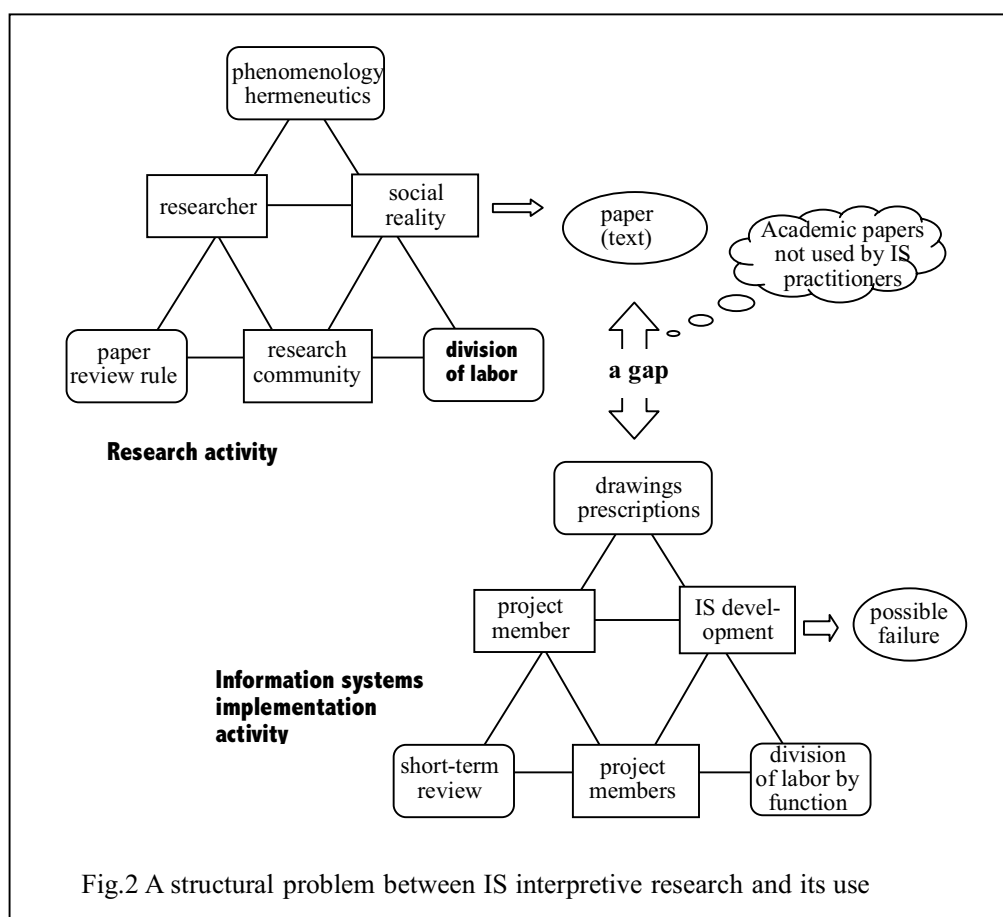 phenomenology
hermeneutics
researcher
social
reality
paper
(text)
Academic papers
not used by IS
practitioners
paper
review rule
research
community
division
of labor
a gap
Research activity
drawings
prescriptions
project
member
IS devel-
opment
possible
failure
Information systems
implementation
activity
short-term
review
project
members
division
of labor by
function
Fig.2 A structural problem between IS interpretive research and its use